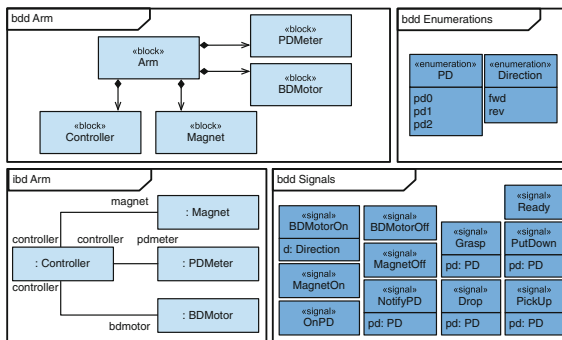 bdd Arm
«block»
PDMeter
«block»
Arm
«block»
BDMotor
«block»
Controller
«block»
Magnet
bdd Enumerations
«enumeration»
PD
pd0
pd1
pd2
«enumeration»
Direction
fwd
rev
ibd Arm
magnet
: Magnet
controller
controller
pdmeter
: Controller
: PDMeter
controller
bdmotor
: BDMotor
bdd Signals
«signal»
Ready
«signal»
BDMotorOn
d: Direction
«signal»
BDMotorOff
«signal»
Grasp
pd: PD
«signal»
PutDown
pd: PD
«signal»
MagnetOn
«signal»
MagnetOff
«signal»
OnPD
«signal»
NotifyPD
pd: PD
«signal»
Drop
pd: PD
«signal»
PickUp
pd: PD